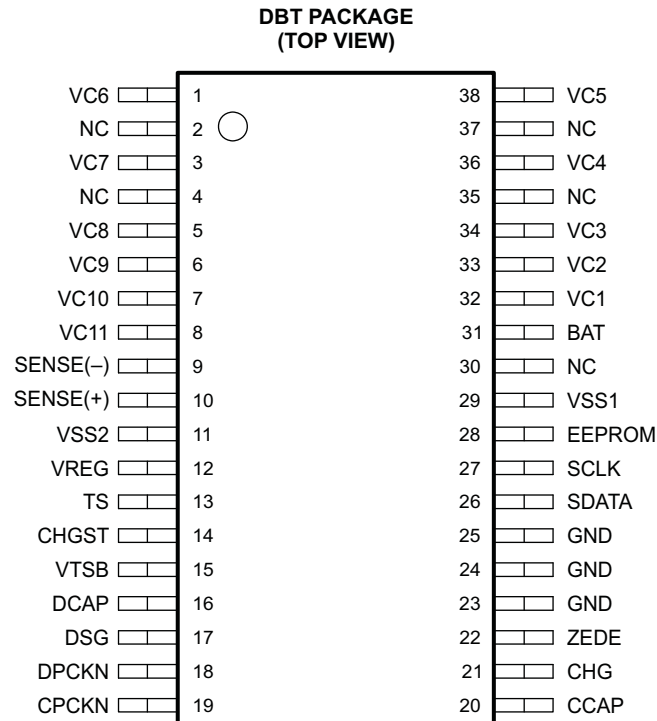 DBT PACKAGE
(TOP VIEW)
VC6 1 38 VC5
NC 2 37 NC
VC7 3 36 VC4
NC 4 35 NC
VC8 5 34 VC3
VC9 6 33 VC2
VC10 7 32 VC1
VC11 8 31 BAT
SENSE(–) 9 30 NC
SENSE(+) 10 29 VSS1
VSS2 11 28 EEPROM
VREG 12 27 SCLK
TS 13 26 SDATA
CHGST 14 25 GND
VTSB 15 24 GND
DCAP 16 23 GND
DSG 17 22 ZEDE
DPCKN 18 21 CHG
CPCKN 19 20 CCAP